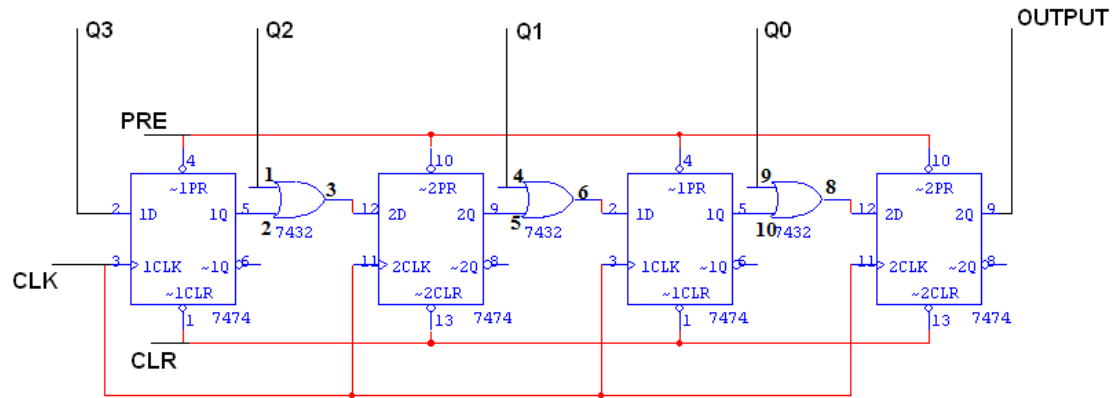 Q3 Q2 Q1 Q0 OUTPUT
PRE
4 10 4 10
1 4 9
~1PR 3 ~2PR 6 ~1PR 8 ~2PR
2 1D 1Q 5 12 2D 2Q 9 2 1D 1Q 5 12 2D 2Q 9
2 7432 5 7432 10 7432
CLK 3 1CLK ~1Q 6 11 2CLK ~2Q 8 3 1CLK ~1Q 6 11 2CLK ~2Q 8
~1CLR ~2CLR ~1CLR ~2CLR
1 7474 13 7474 1 7474 13 7474
CLR